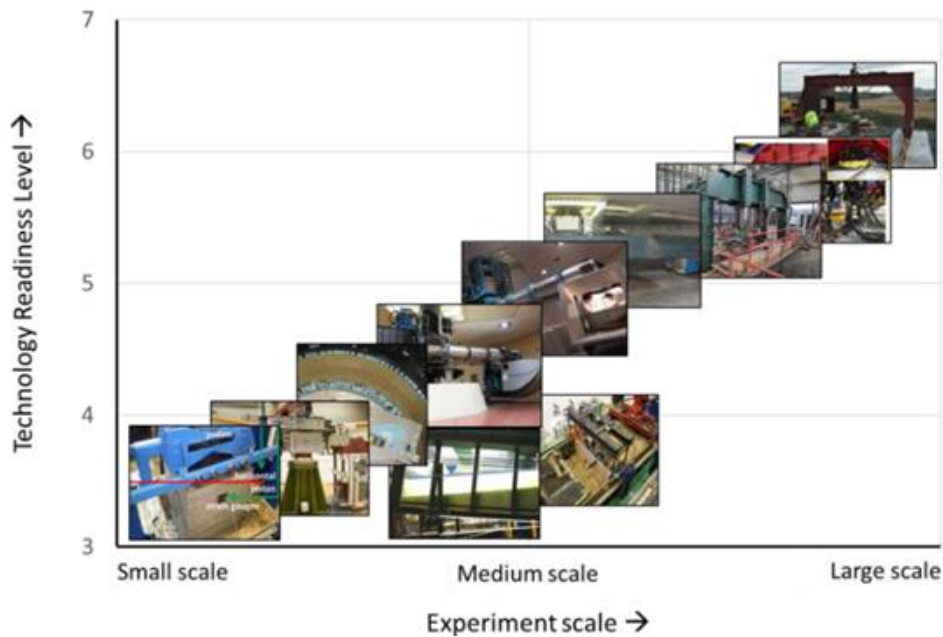 7
6
5
4
3
Technology Readiness Level →
Small scale
Medium scale
Large scale
Experiment scale →